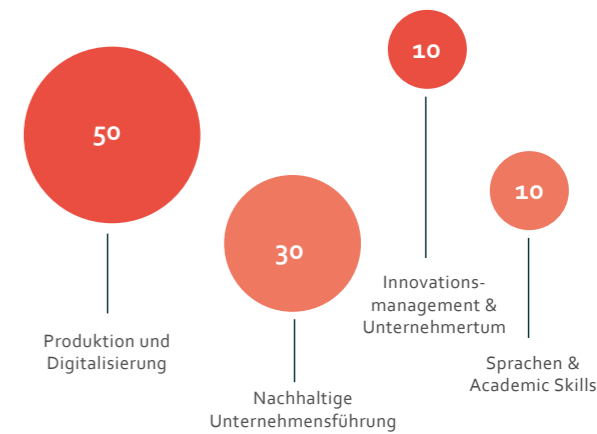 50
Produktion und
Digitalisierung
30
Nachhaltige
Unternehmensführung
10
Innovations-
management &
Unternehmertum
10
Sprachen &
Academic Skills